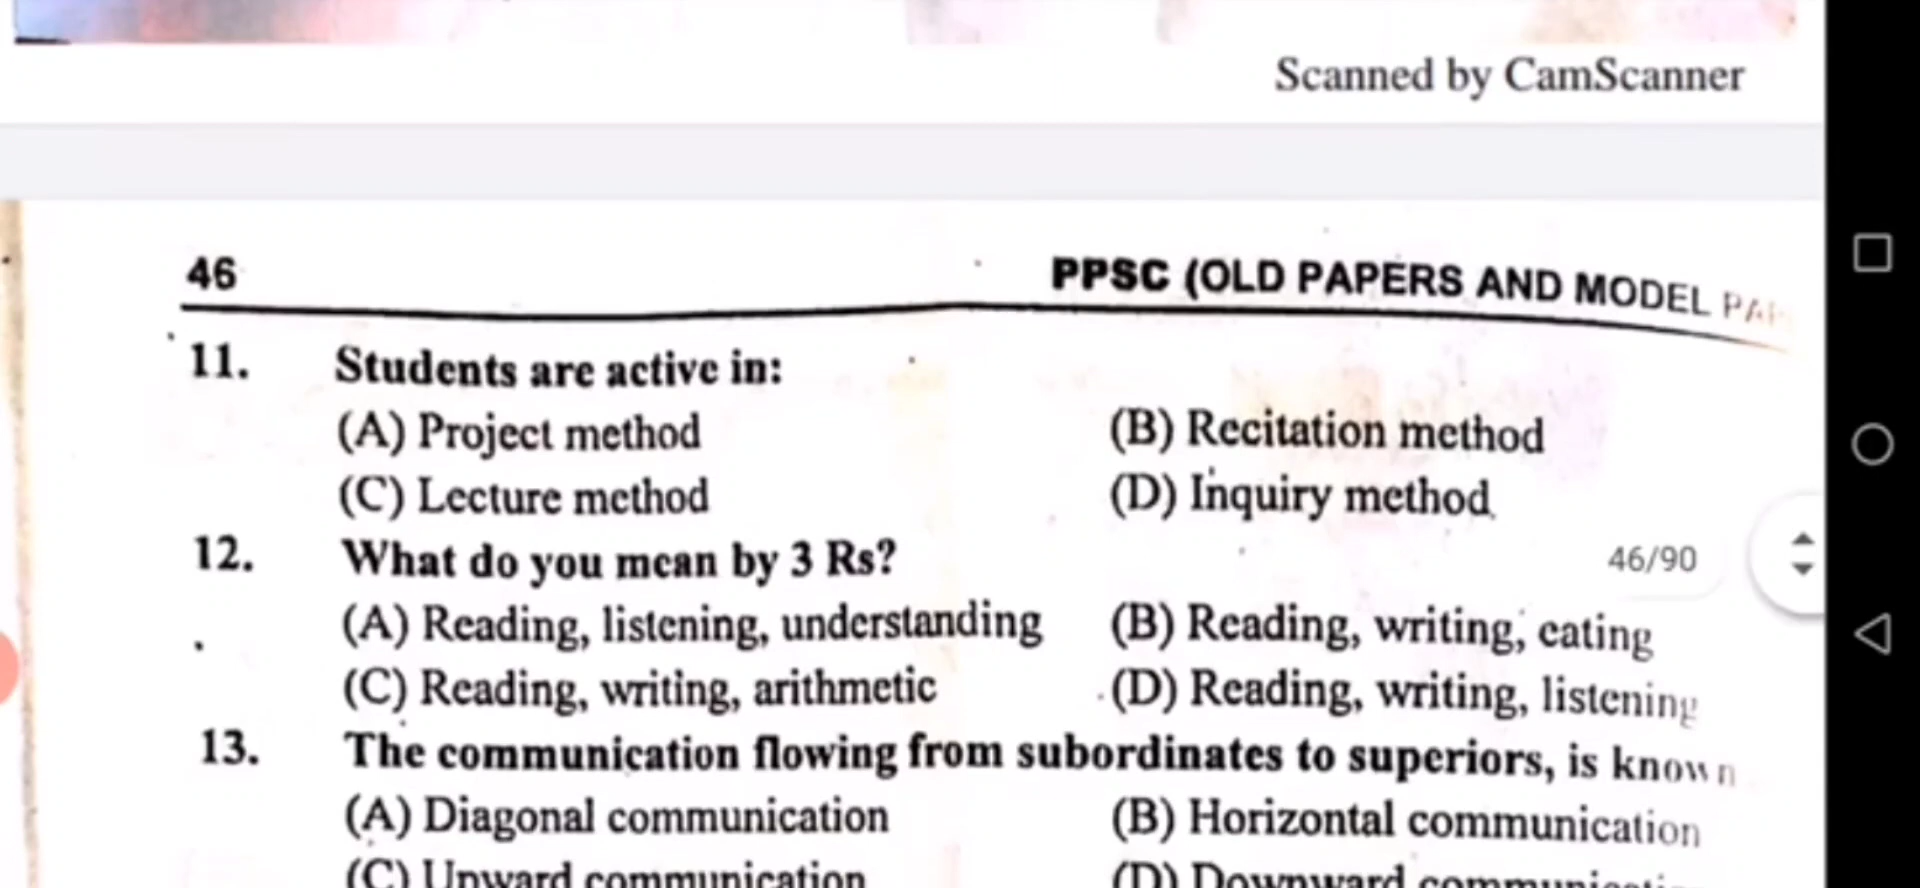 Scanned by CamScanner
46 PPSC (OLD PAPERS AND MODEL
11. Students are active in:
(A) Project method (B) Recitation method
(C) Lecture method (D) Inquiry method
12. What do you mean by 3 Rs?
46/90
(A) Reading, listening, understanding (B) Reading, writing, eating
(C) Reading, writing, arithmetic (D) Reading, writing, listening
13. The communication flowing from subordinates to superiors, is known
(A) Diagonal communication (B) Horizontal communication
(C) Upward communication (D) Downward